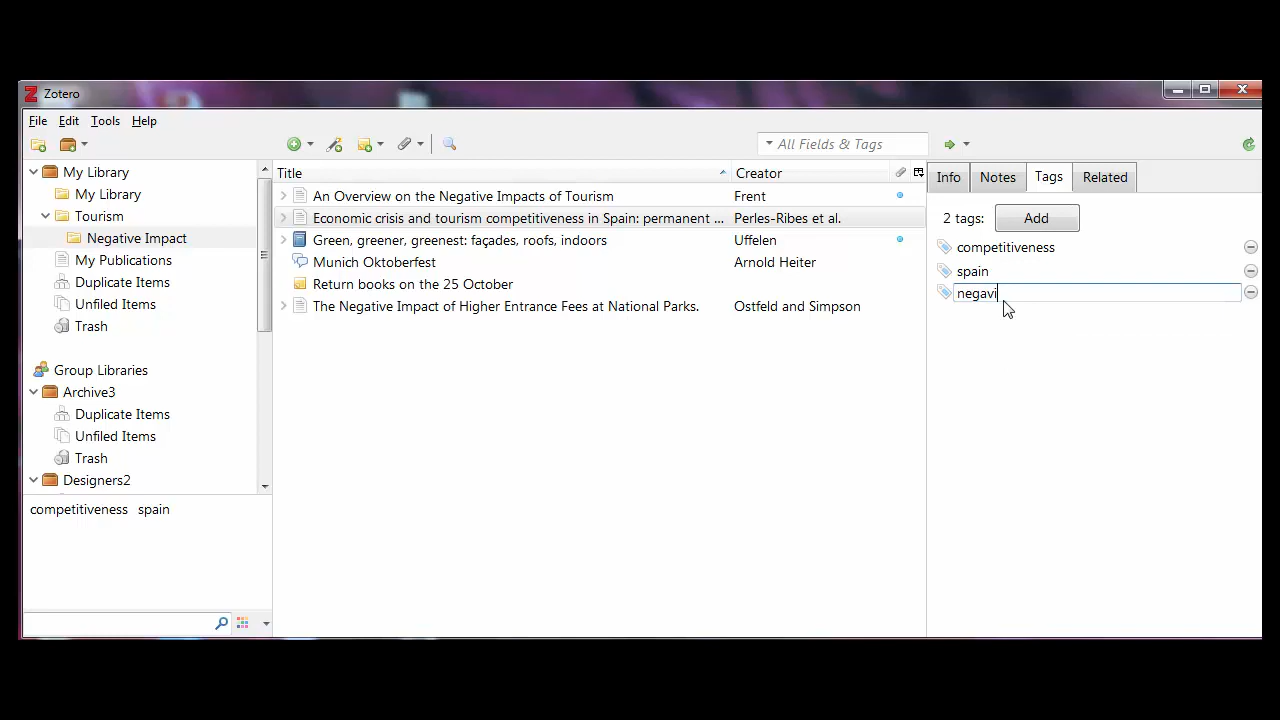 Zotero
File Edit Tools Help
All Fields & Tags
My Library
My Library
Tourism
Negative Impact
My Publications
Duplicate Items
Unfiled Items
Trash
Group Libraries
Archive3
Duplicate Items
Unfiled Items
Trash
Designers2
competitiveness spain
Title Creator
An Overview on the Negative Impacts of Tourism Frent
Economic crisis and tourism competitiveness in Spain: permanent ... Perles-Ribes et al.
Green, greener, greenest: façades, roofs, indoors Uffelen
Munich Oktoberfest Arnold Heiter
Return books on the 25 October
The Negative Impact of Higher Entrance Fees at National Parks. Ostfeld and Simpson
Info Notes Tags Related
2 tags: Add
competitiveness
spain
negavi